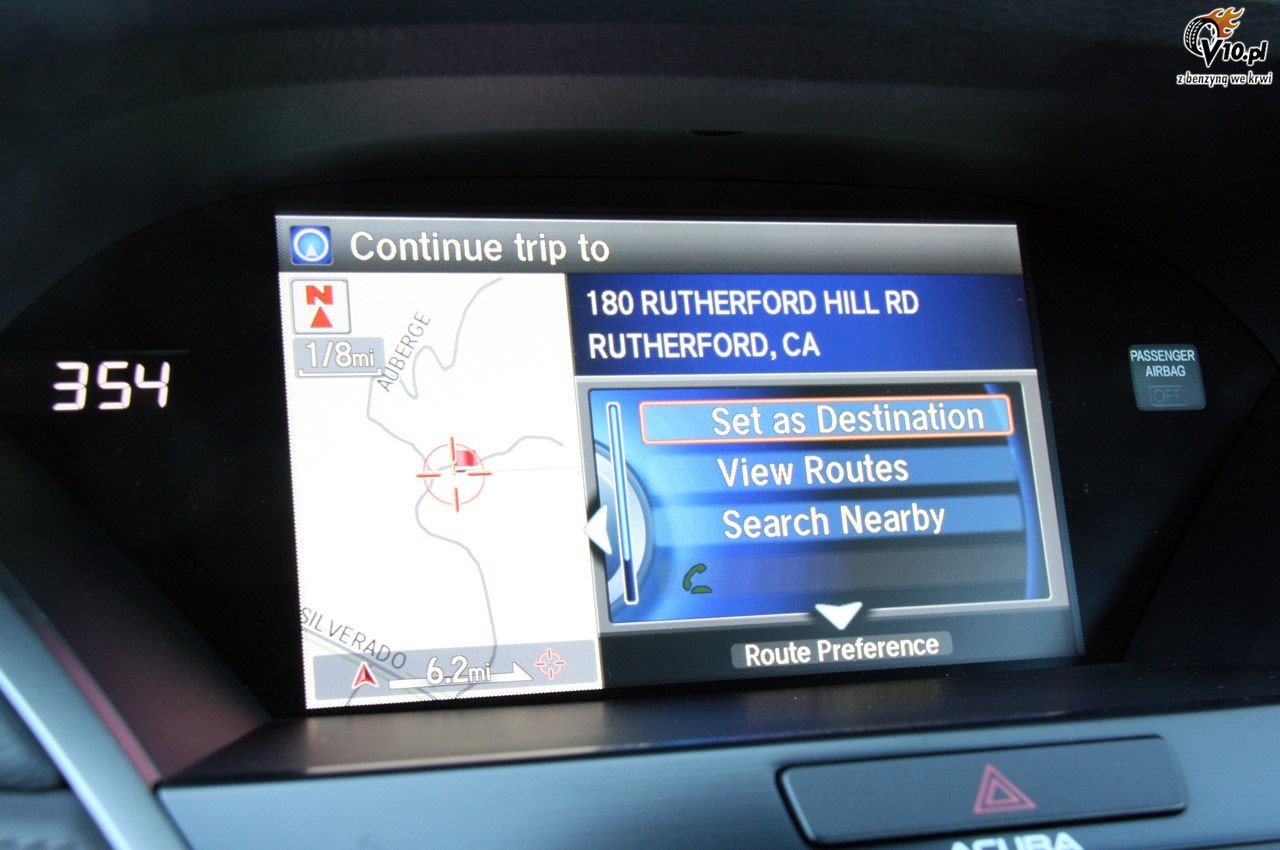 V10.pl
z benzyną we krwi
Continue trip to
N
1/8mi
AUBERGE
SILVERADO
6.2mi
180 RUTHERFORD HILL RD
RUTHERFORD, CA
Set as Destination
View Routes
Search Nearby
Route Preference
354
PASSENGER
AIRBAG
OFF
ACURA